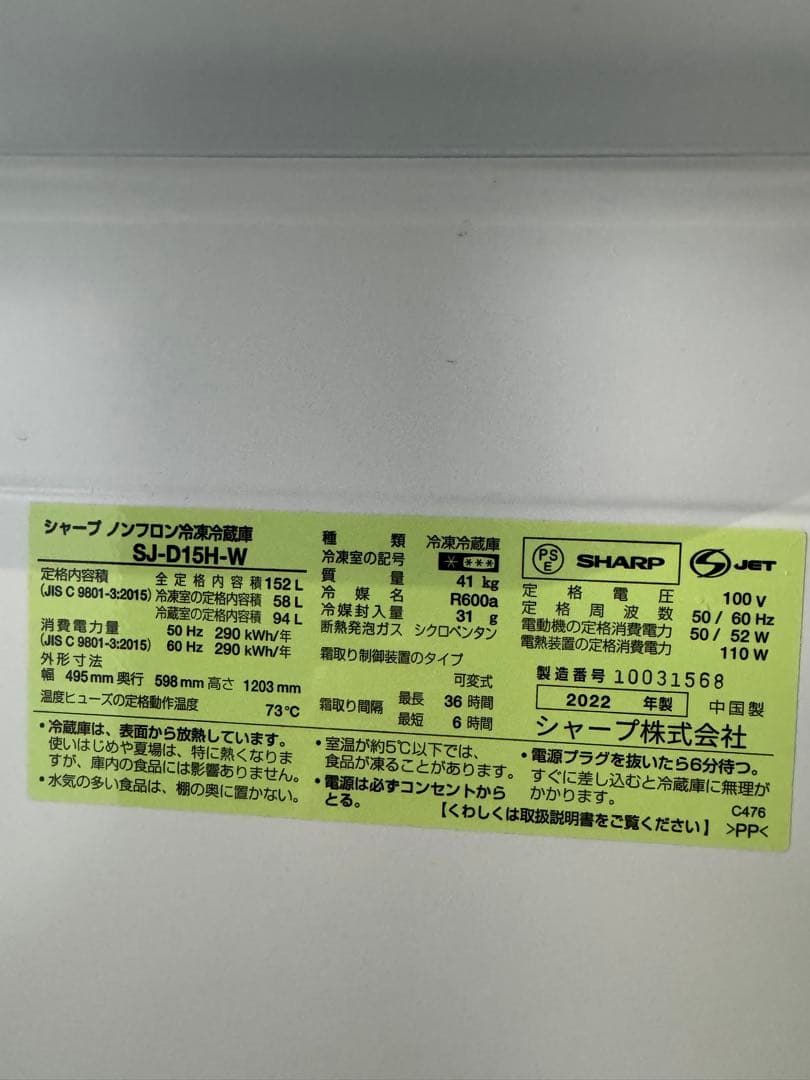 シャープ ノンフロン冷凍冷蔵庫
SJ-D15H-W
定格内容積 全定格内容積 152 L
(JIS C 9801-3:2015) 冷凍室の定格内容積 58 L
冷蔵室の定格内容積 94 L
消費電力量 50 Hz 290 kWh/年
(JIS C 9801-3:2015) 60 Hz 290 kWh/年
外形寸法
幅 495 mm 奥行 598 mm 高さ 1203 mm
温度ヒューズの定格動作温度 73℃
種類 冷凍冷蔵庫
冷凍室の記号 * ***
質量 41 kg
冷媒名 R600a
冷媒封入量 31 g
断熱発泡ガス シクロペンタン
霜取り制御装置のタイプ
可変式
霜取り間隔 最長 36 時間
最短 6 時間
PS
E
SHARP
JET
定格電圧 100 V
定格周波数 50 / 60 Hz
電動機の定格消費電力 50 / 52 W
電熱装置の定格消費電力 110 W
製造番号 10031568
2022 年製 中国製
シャープ株式会社
・冷蔵庫は、表面から放熱しています。
使いはじめや夏場は、特に熱くなりま
すが、庫内の食品には影響ありません。
・水気の多い食品は、棚の奥に置かない。
・室温が約5℃以下では、
食品が凍ることがあります。
・電源は必ずコンセントから
とる。
・電源プラグを抜いたら6分待つ。
すぐに差し込むと冷蔵庫に無理が
かかります。
【くわしくは取扱説明書をご覧ください】
C476
>PP<